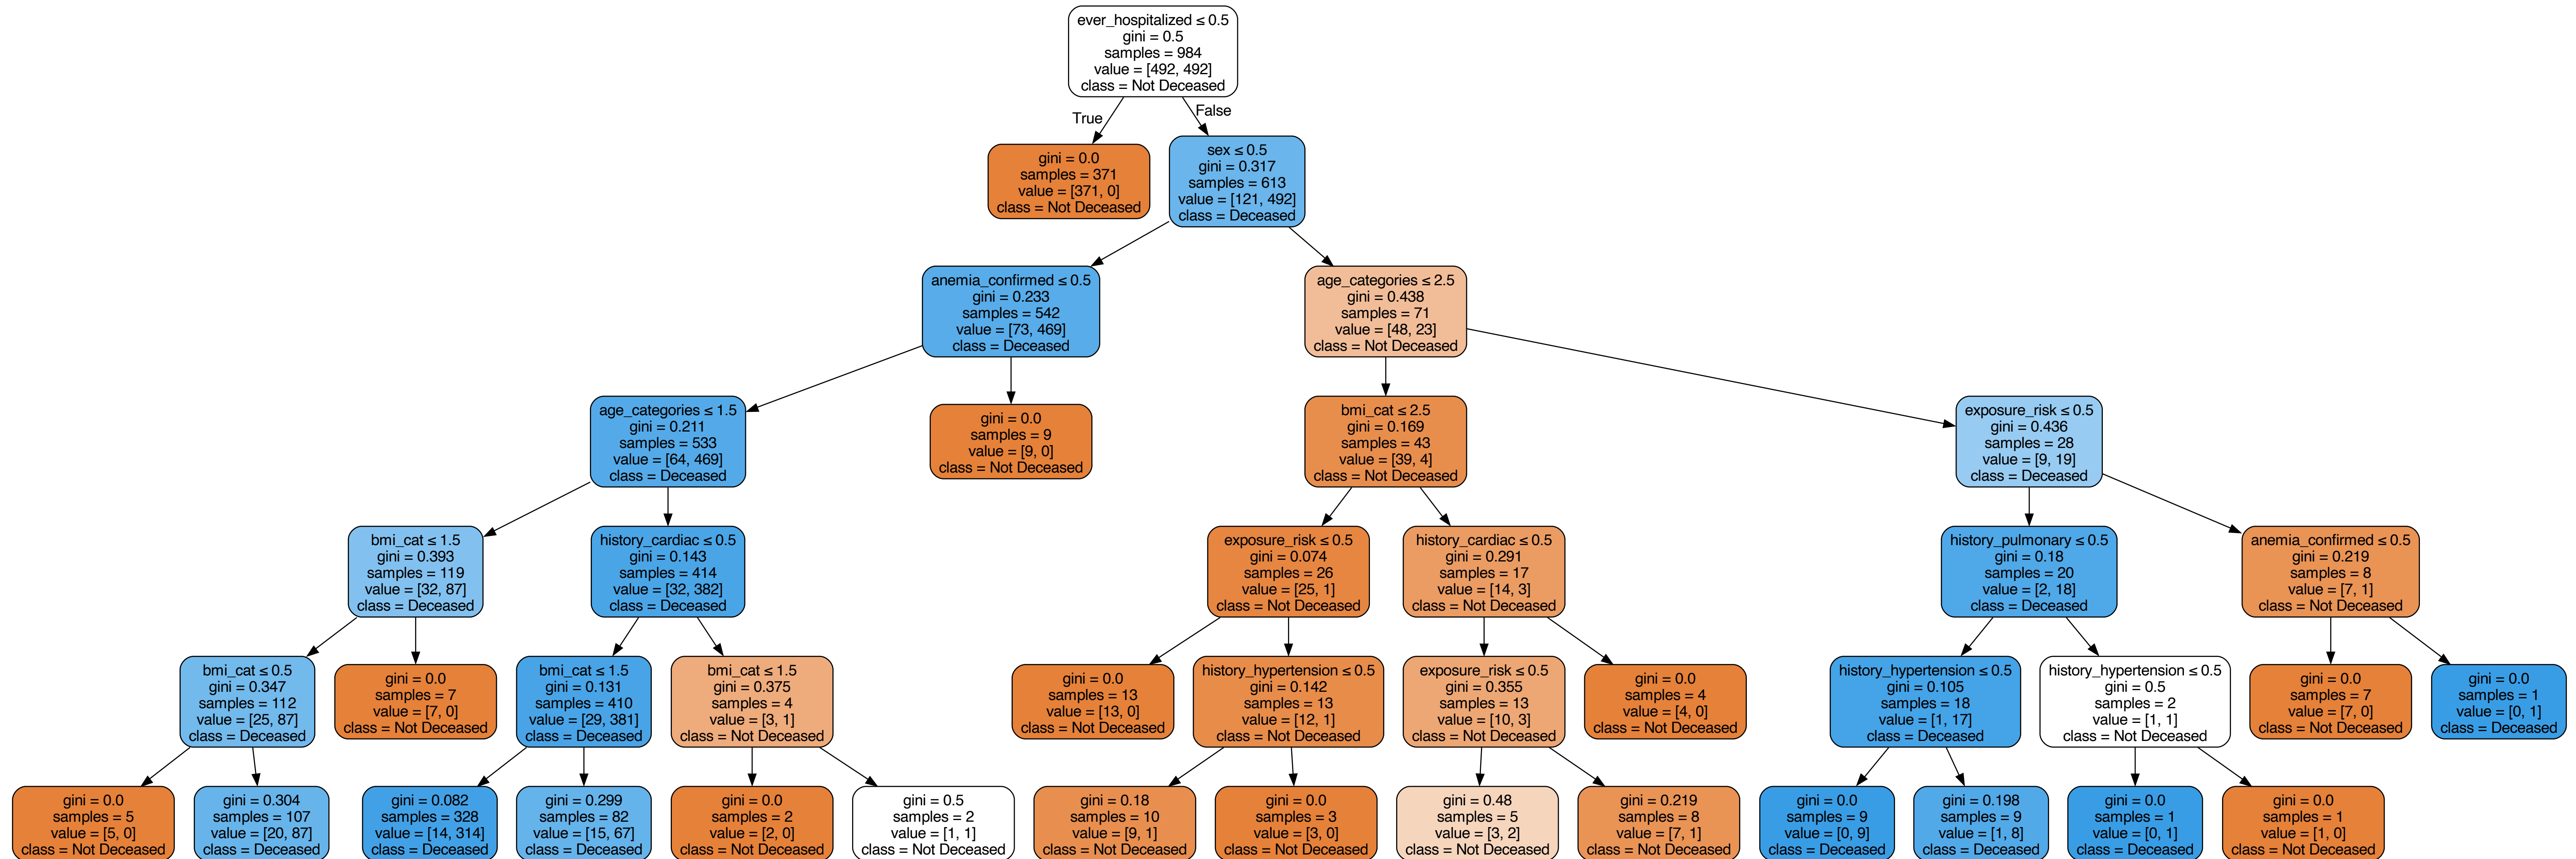 ever_hospitalized ≤ 0.5
gini = 0.5
samples = 984
value = [492, 492]
class = Not Deceased
True
False
gini = 0.0
samples = 371
value = [371, 0]
class = Not Deceased
sex ≤ 0.5
gini = 0.317
samples = 613
value = [121, 492]
class = Deceased
anemia_confirmed ≤ 0.5
gini = 0.233
samples = 542
value = [73, 469]
class = Deceased
age_categories ≤ 2.5
gini = 0.438
samples = 71
value = [48, 23]
class = Not Deceased
age_categories ≤ 1.5
gini = 0.211
samples = 533
value = [64, 469]
class = Deceased
gini = 0.0
samples = 9
value = [9, 0]
class = Not Deceased
bmi_cat ≤ 2.5
gini = 0.169
samples = 43
value = [39, 4]
class = Not Deceased
exposure_risk ≤ 0.5
gini = 0.436
samples = 28
value = [9, 19]
class = Deceased
bmi_cat ≤ 1.5
gini = 0.393
samples = 119
value = [32, 87]
class = Deceased
history_cardiac ≤ 0.5
gini = 0.143
samples = 414
value = [32, 382]
class = Deceased
exposure_risk ≤ 0.5
gini = 0.074
samples = 26
value = [25, 1]
class = Not Deceased
history_cardiac ≤ 0.5
gini = 0.291
samples = 17
value = [14, 3]
class = Not Deceased
history_pulmonary ≤ 0.5
gini = 0.18
samples = 20
value = [2, 18]
class = Deceased
anemia_confirmed ≤ 0.5
gini = 0.219
samples = 8
value = [7, 1]
class = Not Deceased
bmi_cat ≤ 0.5
gini = 0.347
samples = 112
value = [25, 87]
class = Deceased
gini = 0.0
samples = 7
value = [7, 0]
class = Not Deceased
bmi_cat ≤ 1.5
gini = 0.131
samples = 410
value = [29, 381]
class = Deceased
bmi_cat ≤ 1.5
gini = 0.375
samples = 4
value = [3, 1]
class = Not Deceased
gini = 0.0
samples = 13
value = [13, 0]
class = Not Deceased
history_hypertension ≤ 0.5
gini = 0.142
samples = 13
value = [12, 1]
class = Not Deceased
exposure_risk ≤ 0.5
gini = 0.355
samples = 13
value = [10, 3]
class = Not Deceased
gini = 0.0
samples = 4
value = [4, 0]
class = Not Deceased
history_hypertension ≤ 0.5
gini = 0.105
samples = 18
value = [1, 17]
class = Deceased
history_hypertension ≤ 0.5
gini = 0.5
samples = 2
value = [1, 1]
class = Not Deceased
gini = 0.0
samples = 7
value = [7, 0]
class = Not Deceased
gini = 0.0
samples = 1
value = [0, 1]
class = Deceased
gini = 0.0
samples = 5
value = [5, 0]
class = Not Deceased
gini = 0.304
samples = 107
value = [20, 87]
class = Deceased
gini = 0.082
samples = 328
value = [14, 314]
class = Deceased
gini = 0.299
samples = 82
value = [15, 67]
class = Deceased
gini = 0.0
samples = 2
value = [2, 0]
class = Not Deceased
gini = 0.5
samples = 2
value = [1, 1]
class = Not Deceased
gini = 0.18
samples = 10
value = [9, 1]
class = Not Deceased
gini = 0.0
samples = 3
value = [3, 0]
class = Not Deceased
gini = 0.48
samples = 5
value = [3, 2]
class = Not Deceased
gini = 0.219
samples = 8
value = [7, 1]
class = Not Deceased
gini = 0.0
samples = 9
value = [0, 9]
class = Deceased
gini = 0.198
samples = 9
value = [1, 8]
class = Deceased
gini = 0.0
samples = 1
value = [0, 1]
class = Deceased
gini = 0.0
samples = 1
value = [1, 0]
class = Not Deceased